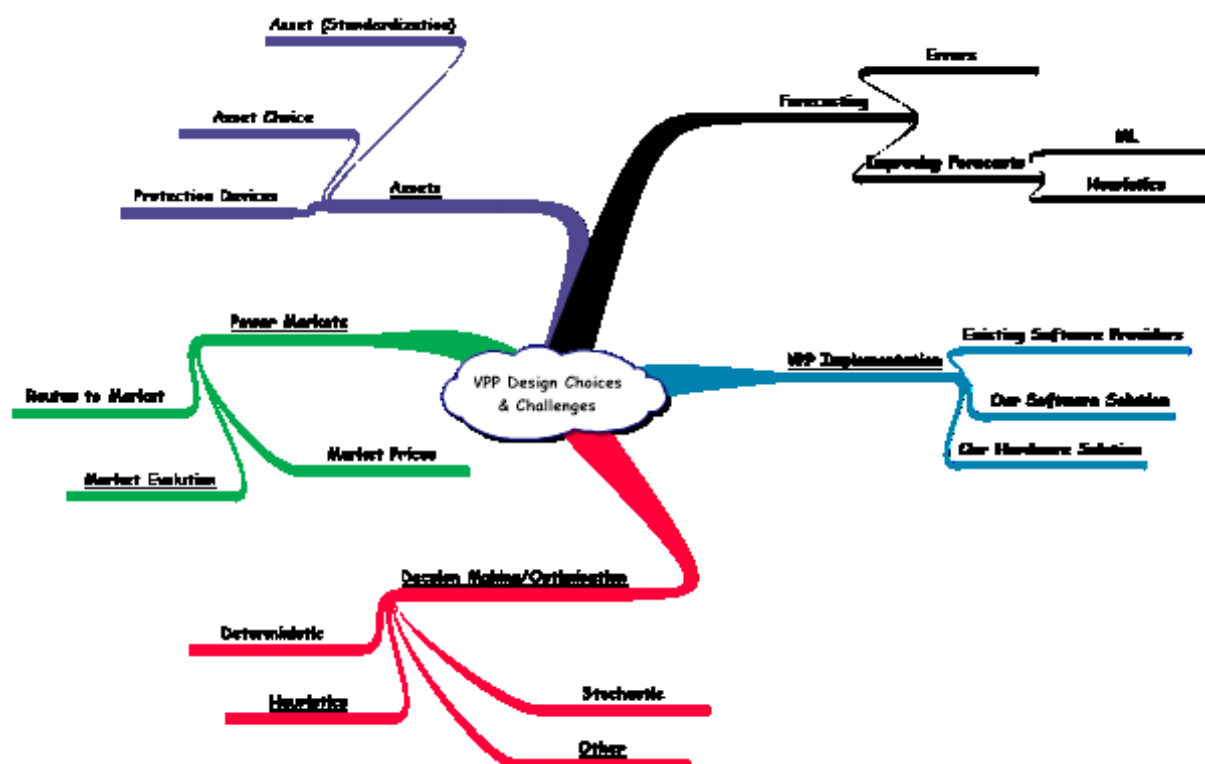 Asset (Standardization)
Errors
Asset Choice
Forecasting
ML
Improving Forecasts
Heuristics
Protection Devices
Assets
Power Markets
Existing Software Providers
VPP Implementation
VPP Design Choices
& Challenges
Routes to Market
Our Software Solution
Market Prices
Our Hardware Solution
Market Evolution
Decision Making/Optimisation
Deterministic
Stochastic
Heuristics
Other